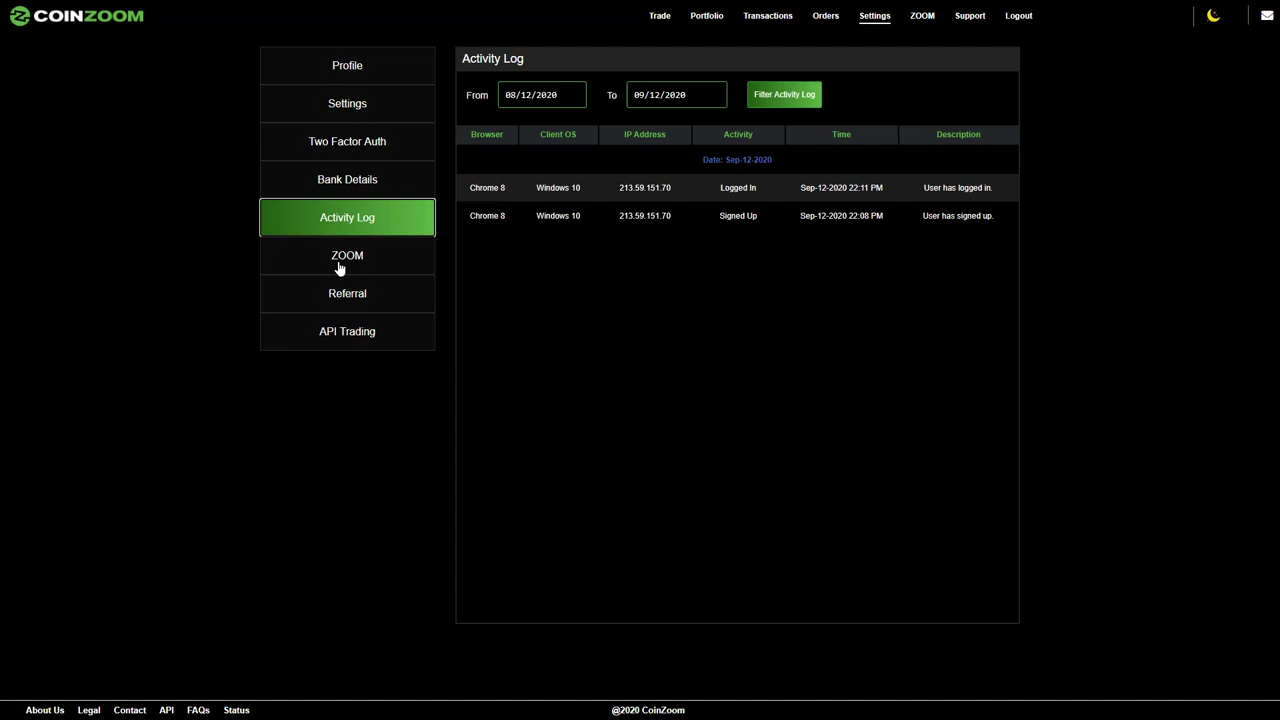 COINZOOM
Trade Portfolio Transactions Orders Settings ZOOM Support Logout
Profile
Settings
Two Factor Auth
Bank Details
Activity Log
ZOOM
Referral
API Trading
Activity Log
From 08/12/2020 To 09/12/2020 Filter Activity Log
Browser Client OS IP Address Activity Time Description
Date: Sep-12-2020
Chrome 8 Windows 10 213.59.151.70 Logged In Sep-12-2020 22:11 PM User has logged in.
Chrome 8 Windows 10 213.59.151.70 Signed Up Sep-12-2020 22:08 PM User has signed up.
About Us Legal Contact API FAQs Status @2020 CoinZoom